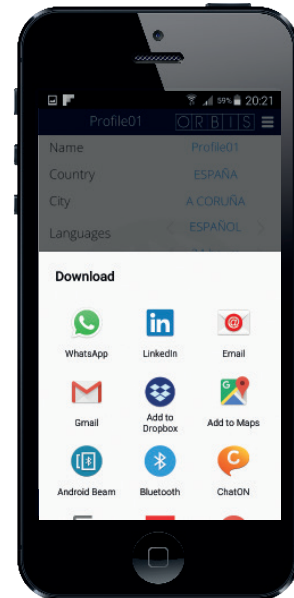 59% 20:21
Profile01 ORBIS
Name Profile01
Country ESPAÑA
City A CORUÑA
Languages ESPAÑOL
Download
WhatsApp LinkedIn Email
Gmail Add to Dropbox Add to Maps
Android Beam Bluetooth ChatON